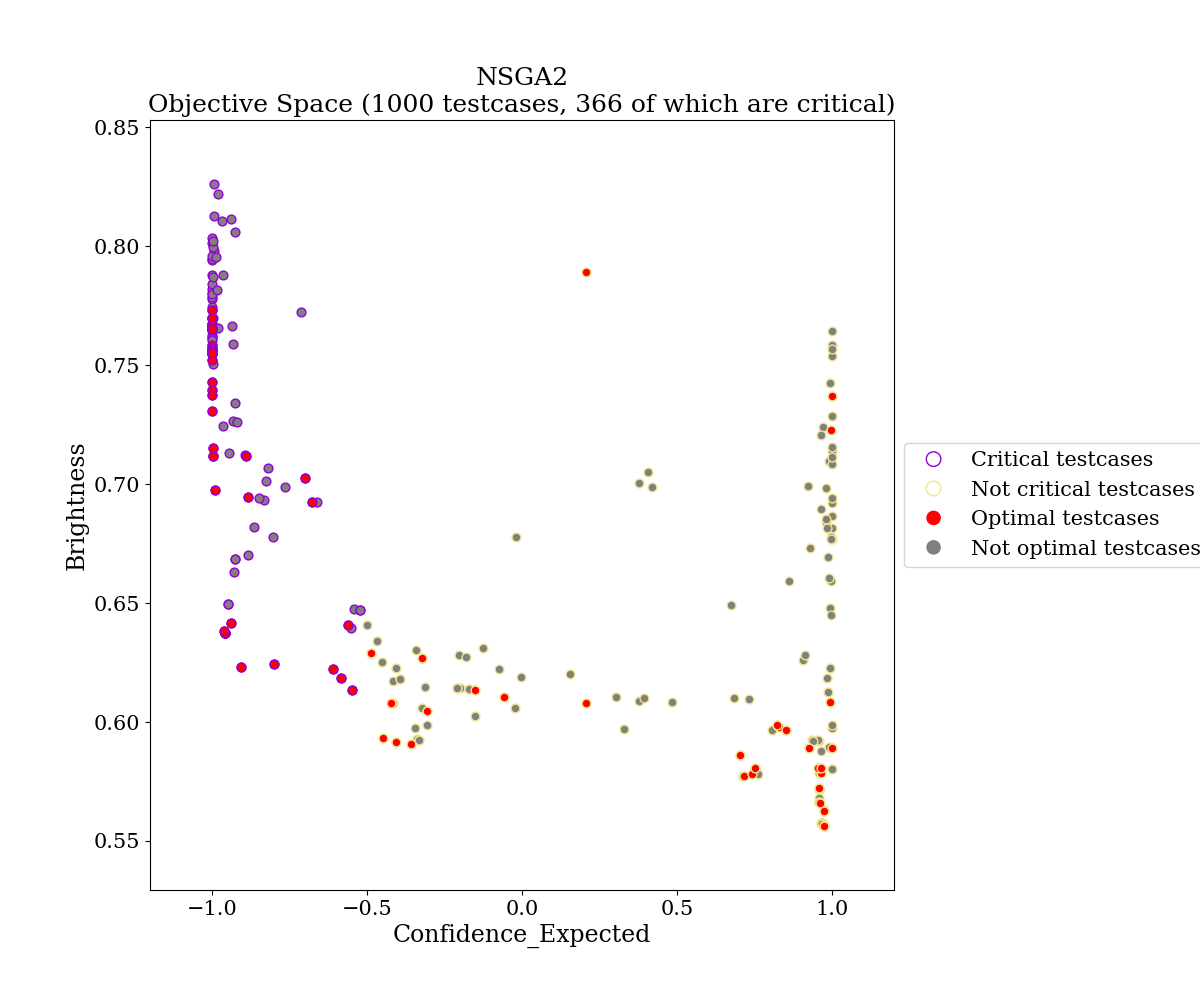 NSGA2
Objective Space (1000 testcases, 366 of which are critical)
0.85
0.80
0.75
0.70
0.65
0.60
0.55
Brightness
−1.0
−0.5
0.0
0.5
1.0
Confidence_Expected
Critical testcases
Not critical testcases
Optimal testcases
Not optimal testcases